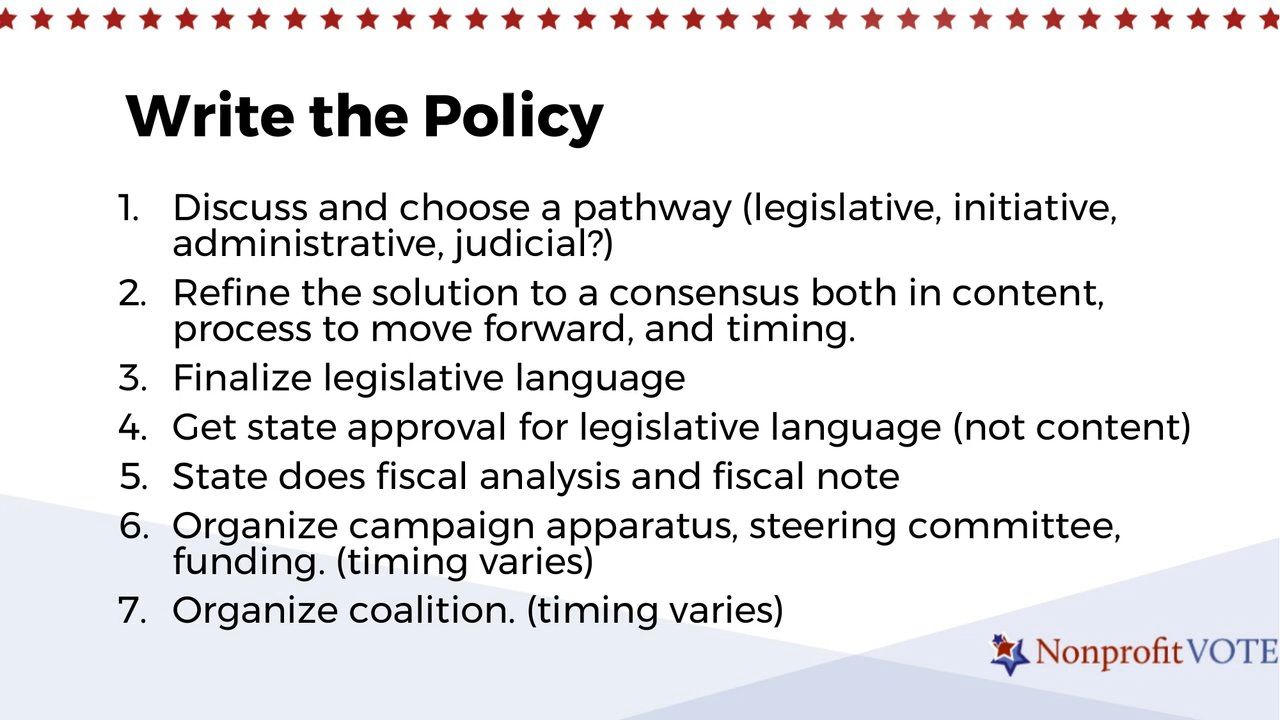 Write the Policy
1. Discuss and choose a pathway (legislative, initiative,
administrative, judicial?)
2. Refine the solution to a consensus both in content,
process to move forward, and timing.
3. Finalize legislative language
4. Get state approval for legislative language (not content)
5. State does fiscal analysis and fiscal note
6. Organize campaign apparatus, steering committee,
funding. (timing varies)
7. Organize coalition. (timing varies)
Nonprofit VOTE